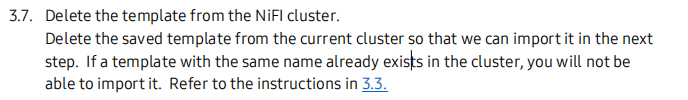 3.7. Delete the template from the NiFI cluster.
Delete the saved template from the current cluster so that we can import it in the next
step. If a template with the same name already exists in the cluster, you will not be
able to import it. Refer to the instructions in 3.3.